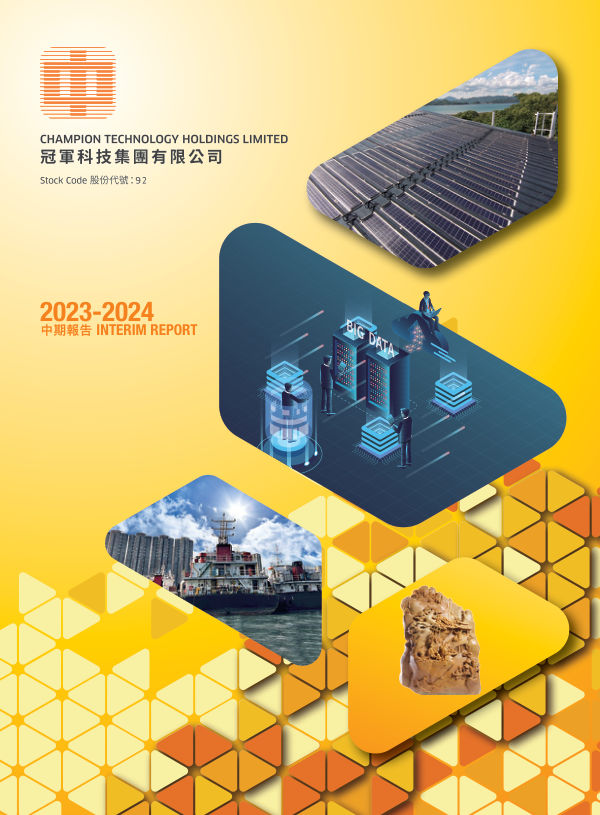 中
CHAMPION TECHNOLOGY HOLDINGS LIMITED
冠軍科技集團有限公司
Stock Code 股份代號：92
2023-2024
中期報告 INTERIM REPORT
BIG DATA